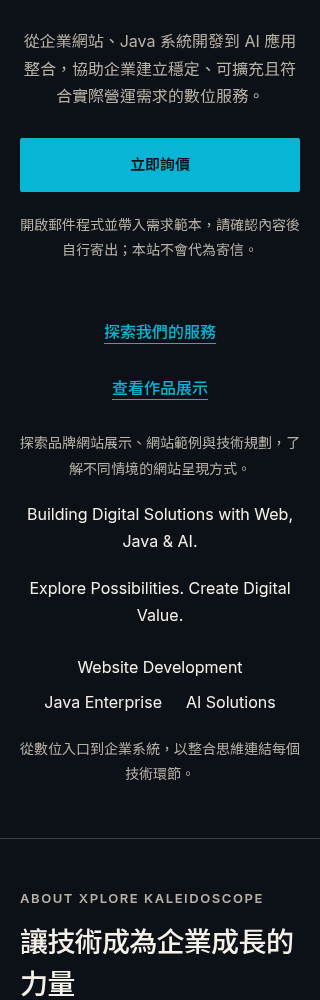 從企業網站、Java 系統開發到 AI 應用
整合，協助企業建立穩定、可擴充且符
合實際營運需求的數位服務。
立即詢價
開啟郵件程式並帶入需求範本，請確認內容後
自行寄出；本站不會代為寄信。
探索我們的服務
查看作品展示
探索品牌網站展示、網站範例與技術規劃，了
解不同情境的網站呈現方式。
Building Digital Solutions with Web,
Java & AI.
Explore Possibilities. Create Digital
Value.
Website Development
Java Enterprise AI Solutions
從數位入口到企業系統，以整合思維連結每個
技術環節。
ABOUT XPLORE KALEIDOSCOPE
讓技術成為企業成長的
力量